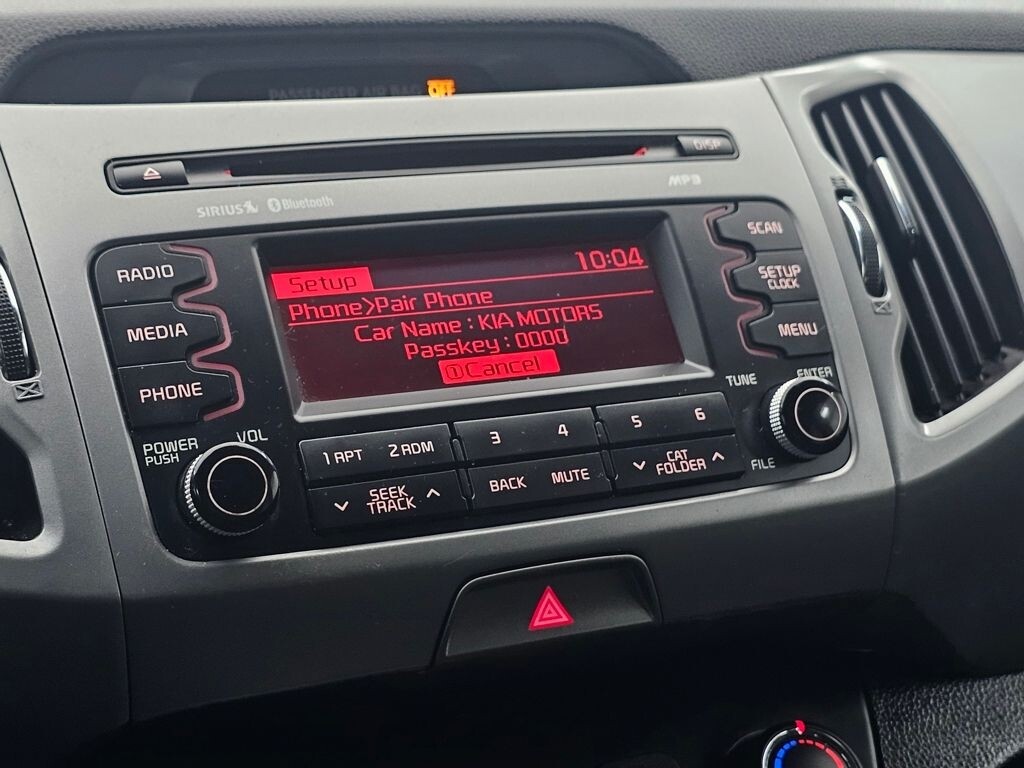 PASSENGER AIR BAG OFF
DISP
MP3
SIRIUS Bluetooth
RADIO
MEDIA
PHONE
Setup 10:04
Phone>Pair Phone
Car Name : KIA MOTORS
Passkey : 0000
①Cancel
SCAN
SETUP
CLOCK
MENU
POWER
PUSH
VOL
TUNE
ENTER
FILE
1 RPT 2 RDM 3 4 5 6
SEEK
TRACK
BACK MUTE
CAT
FOLDER